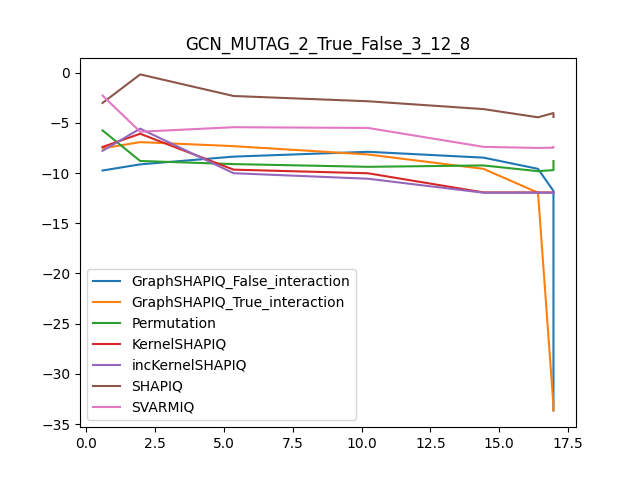 GCN_MUTAG_2_True_False_3_12_8
0
−5
−10
−15
−20
−25
−30
−35
GraphSHAPIQ_False_interaction
GraphSHAPIQ_True_interaction
Permutation
KernelSHAPIQ
incKernelSHAPIQ
SHAPIQ
SVARMIQ
0.0 2.5 5.0 7.5 10.0 12.5 15.0 17.5